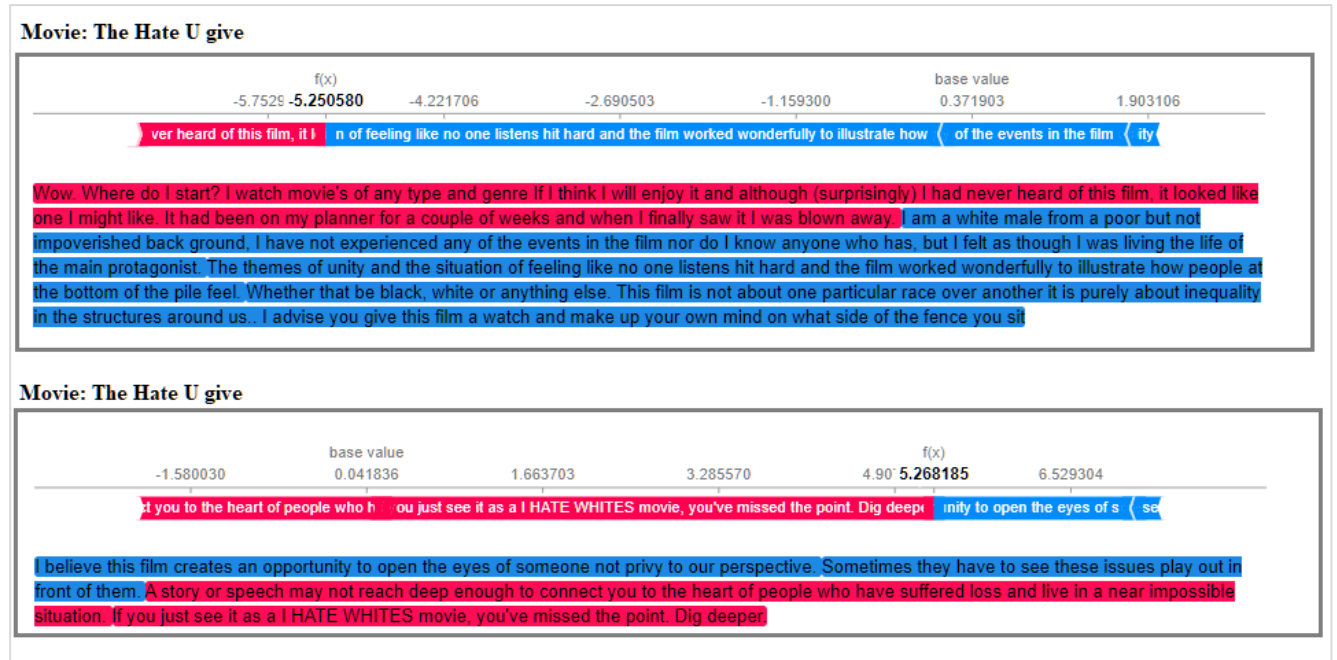 Movie: The Hate U give
f(x) base value
-5.7529 -5.250580 -4.221706 -2.690503 -1.159300 0.371903 1.903106
ver heard of this film, it n of feeling like no one listens hit hard and the film worked wonderfully to illustrate how of the events in the film ity
Wow. Where do I start? I watch movie's of any type and genre If I think I will enjoy it and although (surprisingly) I had never heard of this film, it looked like
one I might like. It had been on my planner for a couple of weeks and when I finally saw it I was blown away. I am a white male from a poor but not
impoverished back ground, I have not experienced any of the events in the film nor do I know anyone who has, but I felt as though I was living the life of
the main protagonist. The themes of unity and the situation of feeling like no one listens hit hard and the film worked wonderfully to illustrate how people at
the bottom of the pile feel. Whether that be black, white or anything else. This film is not about one particular race over another it is purely about inequality
in the structures around us.. I advise you give this film a watch and make up your own mind on what side of the fence you sit
Movie: The Hate U give
base value f(x)
-1.580030 0.041836 1.663703 3.285570 4.90 5.268185 6.529304
ct you to the heart of people who h ou just see it as a I HATE WHITES movie, you've missed the point. Dig deepe unity to open the eyes of s se
I believe this film creates an opportunity to open the eyes of someone not privy to our perspective. Sometimes they have to see these issues play out in
front of them. A story or speech may not reach deep enough to connect you to the heart of people who have suffered loss and live in a near impossible
situation. If you just see it as a I HATE WHITES movie, you've missed the point. Dig deeper.